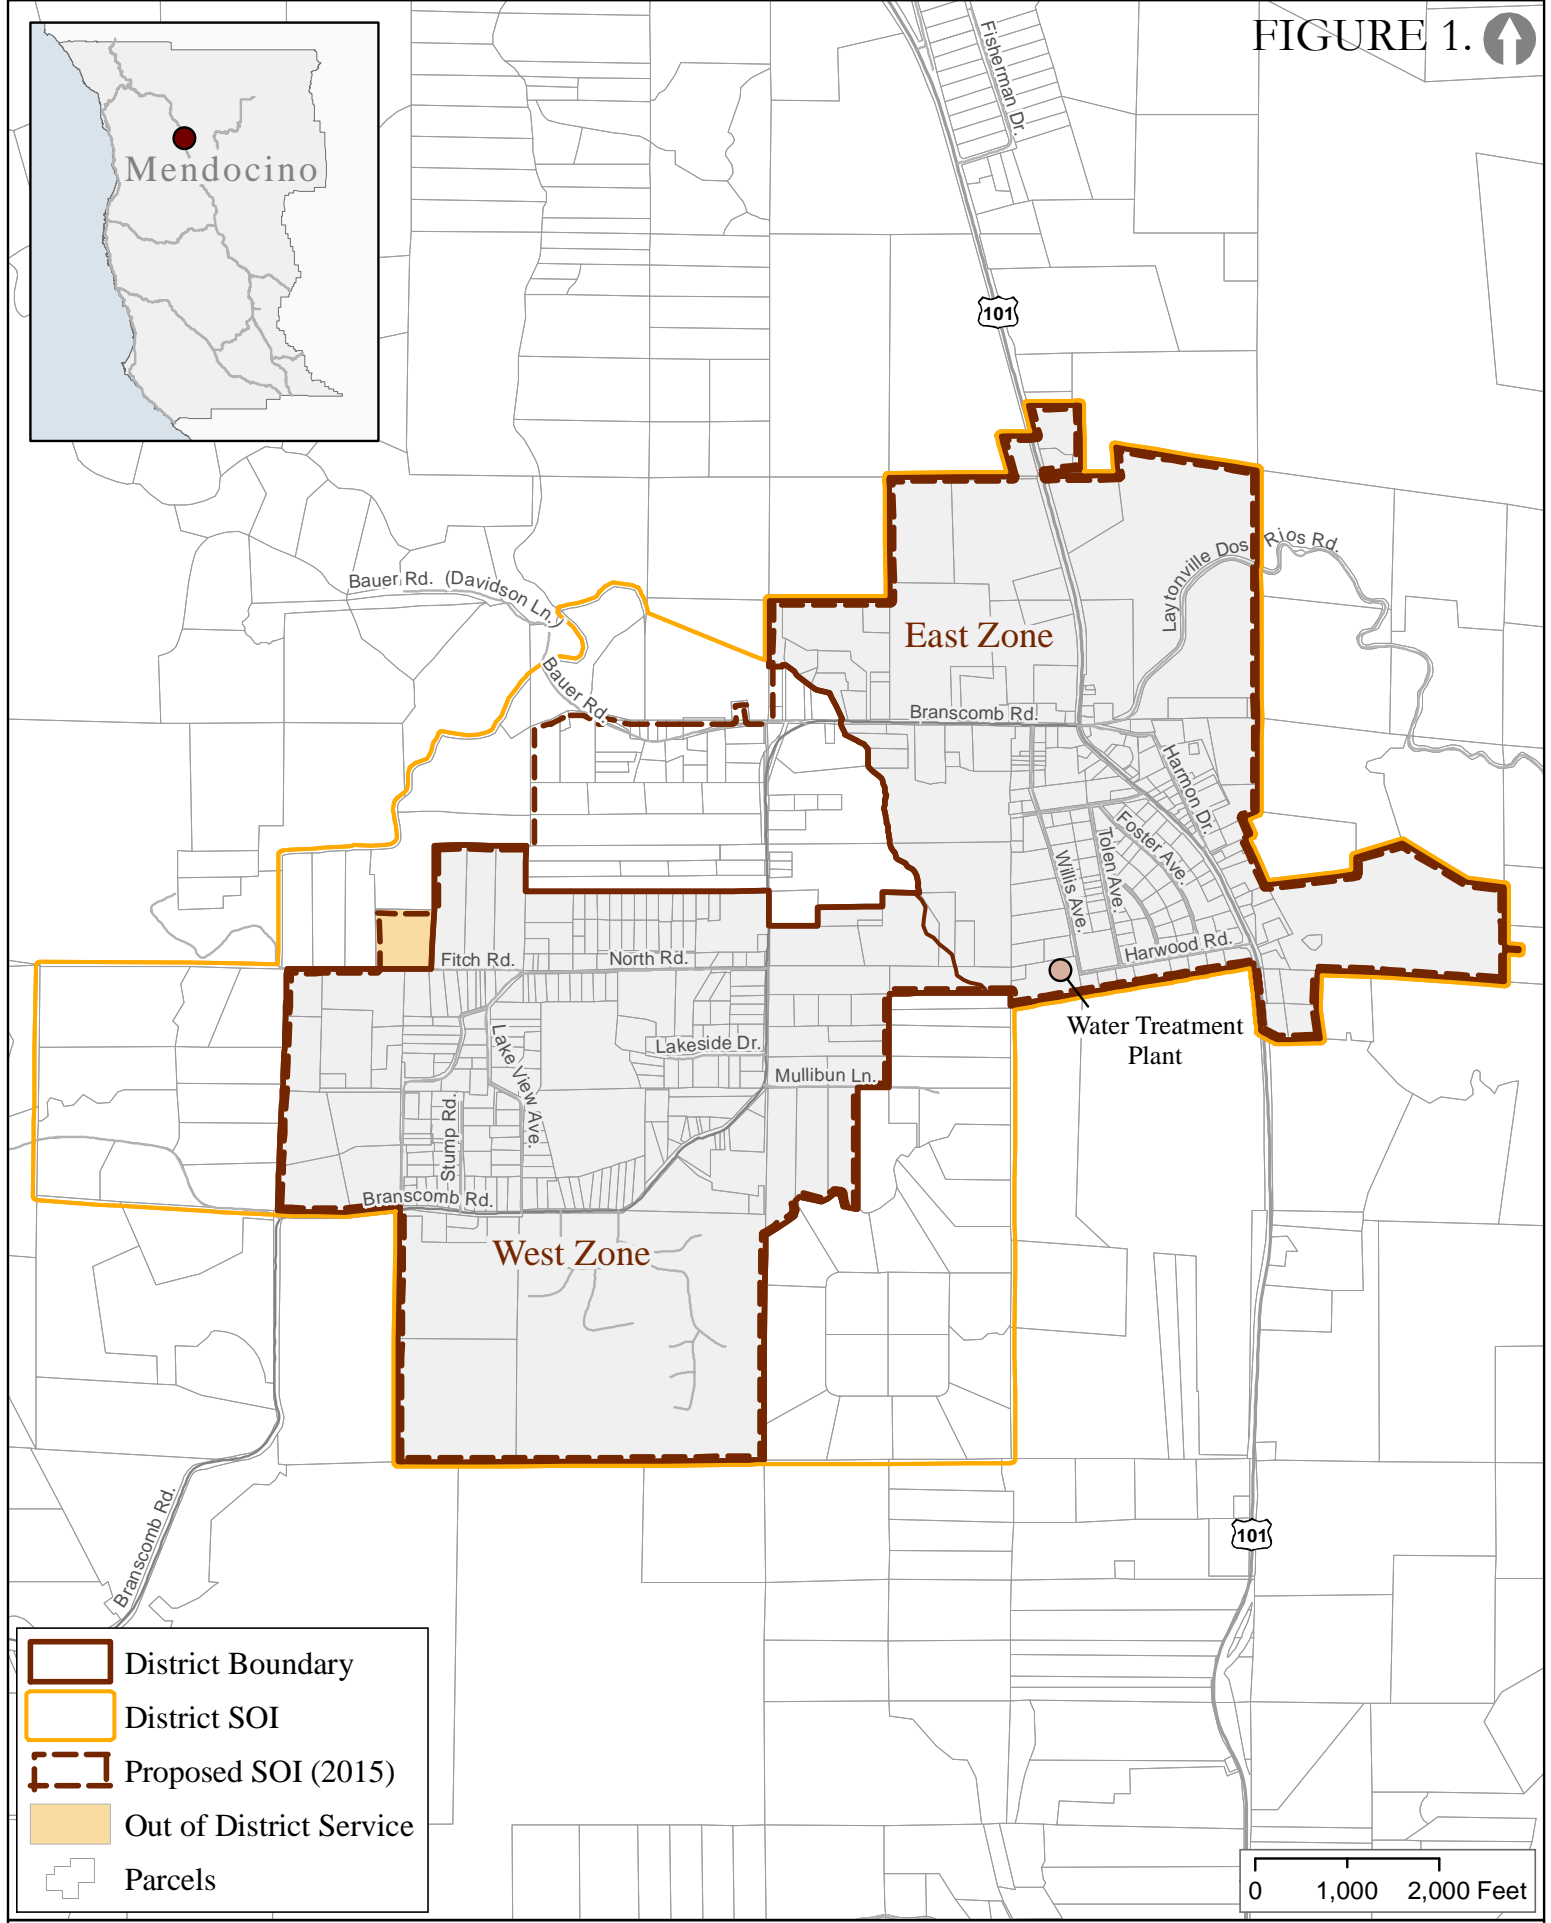 FIGURE 1.
Mendocino
Fisherman Dr.
101
Laytonville Dos Rios Rd.
Bauer Rd. (Davidson Ln.)
East Zone
Bauer Rd.
Branscomb Rd.
Harmon Dr.
Foster Ave.
Tolen Ave.
Willis Ave.
Harwood Rd.
Fitch Rd.
North Rd.
Water Treatment
Plant
Lake View Ave.
Lakeside Dr.
Mullibun Ln.
Stump Rd.
Branscomb Rd.
West Zone
Branscomb Rd.
101
District Boundary
District SOI
Proposed SOI (2015)
Out of District Service
Parcels
0 1,000 2,000 Feet